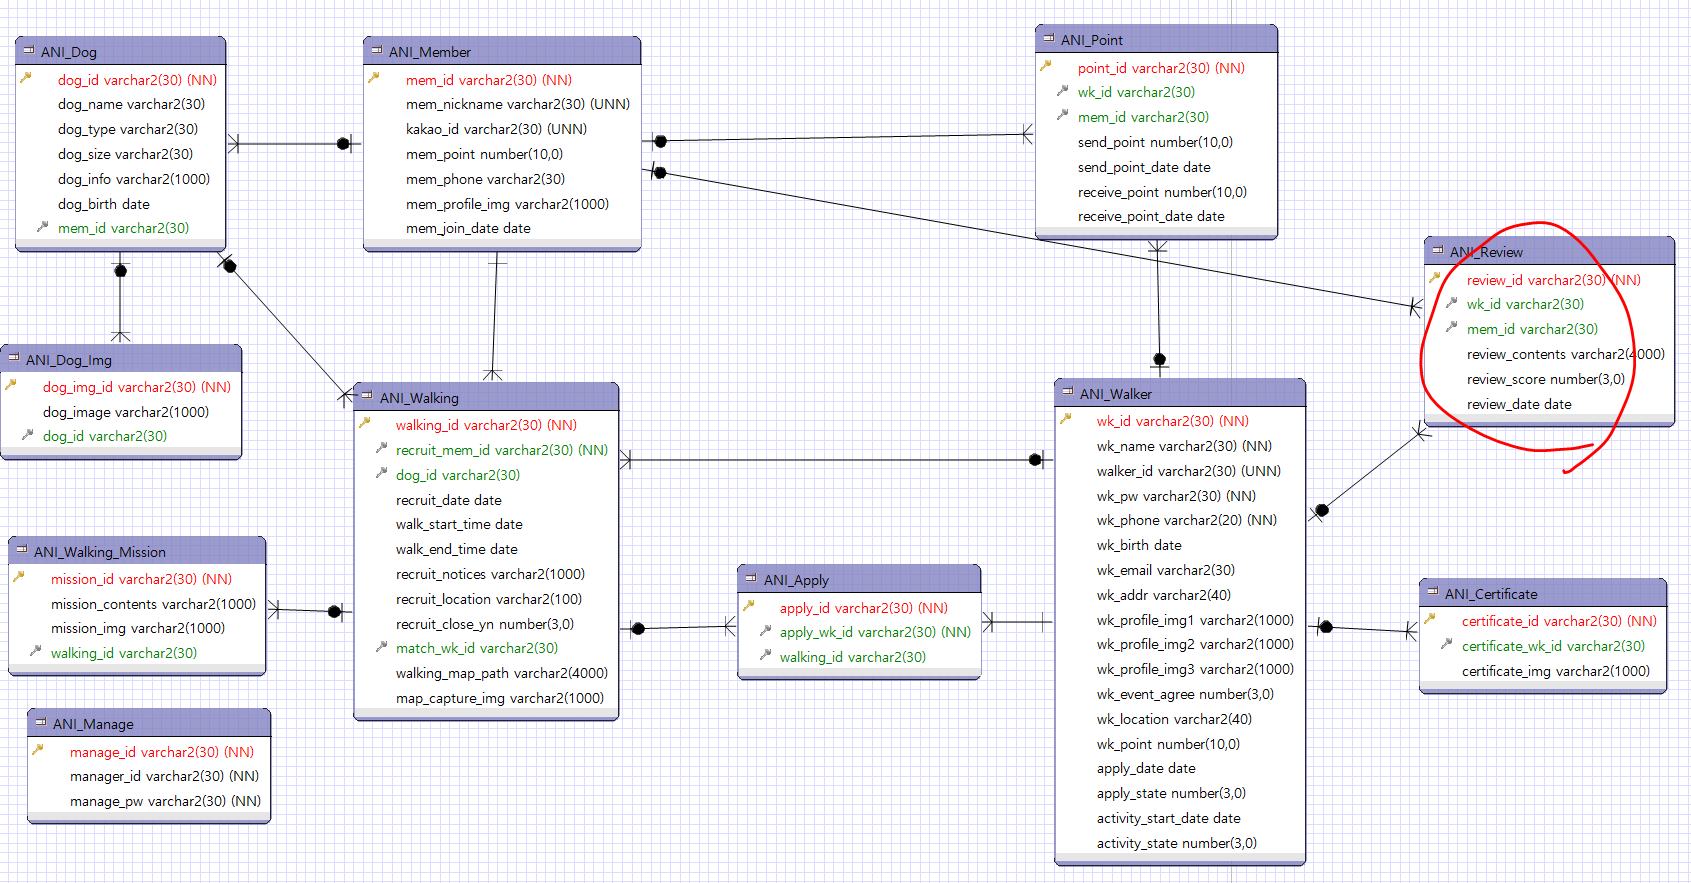 ANI_Dog
dog_id varchar2(30) (NN)
dog_name varchar2(30)
dog_type varchar2(30)
dog_size varchar2(30)
dog_info varchar2(1000)
dog_birth date
mem_id varchar2(30)
ANI_Member
mem_id varchar2(30) (NN)
mem_nickname varchar2(30) (UNN)
kakao_id varchar2(30) (UNN)
mem_point number(10,0)
mem_phone varchar2(30)
mem_profile_img varchar2(1000)
mem_join_date date
ANI_Point
point_id varchar2(30) (NN)
wk_id varchar2(30)
mem_id varchar2(30)
send_point number(10,0)
send_point_date date
receive_point number(10,0)
receive_point_date date
ANI_Review
review_id varchar2(30) (NN)
wk_id varchar2(30)
mem_id varchar2(30)
review_contents varchar2(4000)
review_score number(3,0)
review_date date
ANI_Dog_Img
dog_img_id varchar2(30) (NN)
dog_image varchar2(1000)
dog_id varchar2(30)
ANI_Walking
walking_id varchar2(30) (NN)
recruit_mem_id varchar2(30) (NN)
dog_id varchar2(30)
recruit_date date
walk_start_time date
walk_end_time date
recruit_notices varchar2(1000)
recruit_location varchar2(100)
recruit_close_yn number(3,0)
match_wk_id varchar2(30)
walking_map_path varchar2(4000)
map_capture_img varchar2(1000)
ANI_Walker
wk_id varchar2(30) (NN)
wk_name varchar2(30) (NN)
walker_id varchar2(30) (UNN)
wk_pw varchar2(30) (NN)
wk_phone varchar2(20) (NN)
wk_birth date
wk_email varchar2(30)
wk_addr varchar2(40)
wk_profile_img1 varchar2(1000)
wk_profile_img2 varchar2(1000)
wk_profile_img3 varchar2(1000)
wk_event_agree number(3,0)
wk_location varchar2(40)
wk_point number(10,0)
apply_date date
apply_state number(3,0)
activity_start_date date
activity_state number(3,0)
ANI_Walking_Mission
mission_id varchar2(30) (NN)
mission_contents varchar2(1000)
mission_img varchar2(1000)
walking_id varchar2(30)
ANI_Apply
apply_id varchar2(30) (NN)
apply_wk_id varchar2(30) (NN)
walking_id varchar2(30)
ANI_Certificate
certificate_id varchar2(30) (NN)
certificate_wk_id varchar2(30)
certificate_img varchar2(1000)
ANI_Manage
manage_id varchar2(30) (NN)
manager_id varchar2(30) (NN)
manage_pw varchar2(30) (NN)